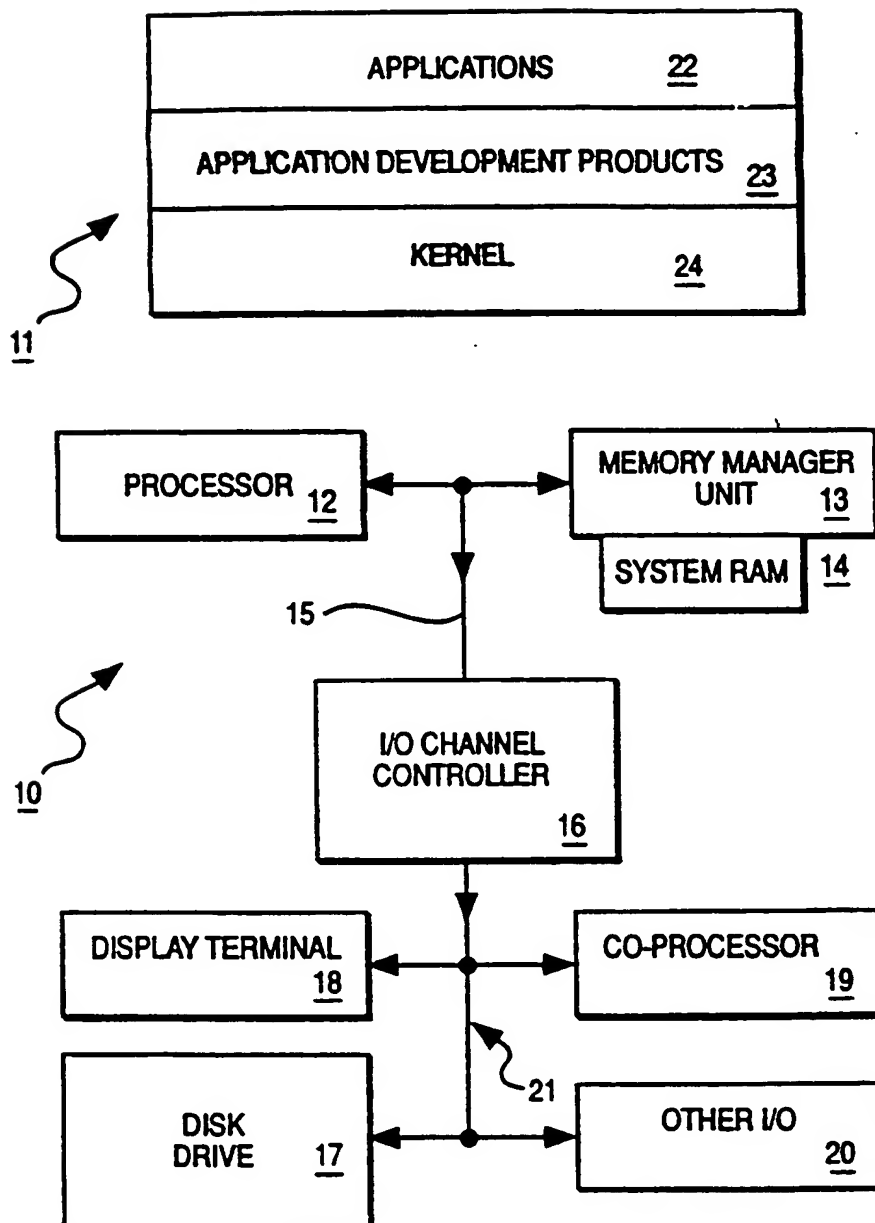 APPLICATIONS 22
APPLICATION DEVELOPMENT PRODUCTS 23
KERNEL 24
11
PROCESSOR 12
MEMORY MANAGER
UNIT 13
SYSTEM RAM 14
15
I/O CHANNEL
CONTROLLER
16
10
DISPLAY TERMINAL
18
CO-PROCESSOR
19
21
DISK
DRIVE 17
OTHER I/O
20